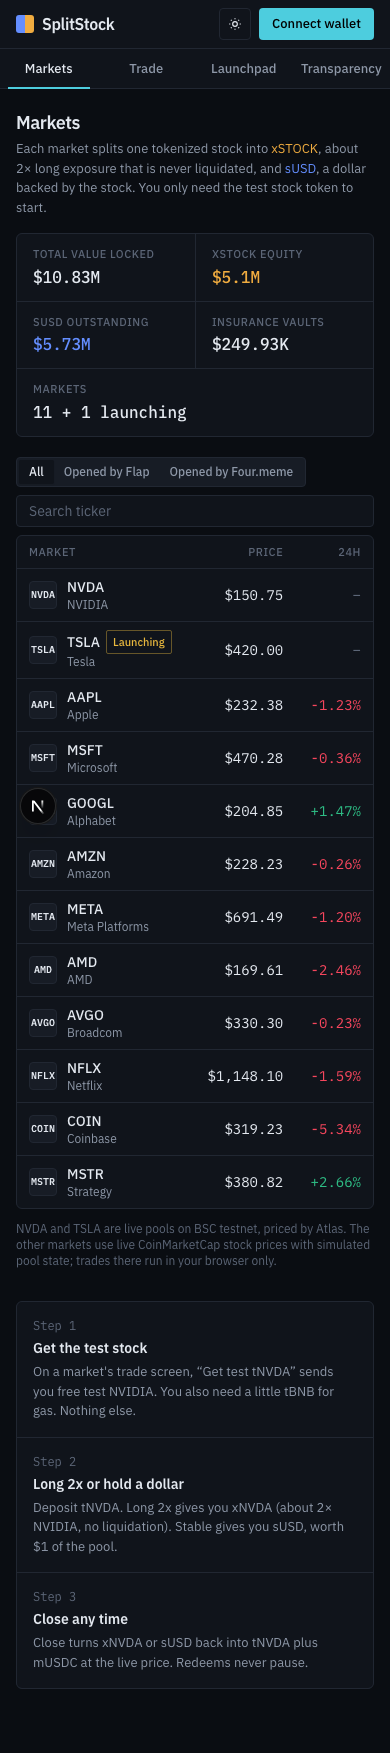 SplitStock
Connect wallet
Markets Trade Launchpad Transparency
Markets
Each market splits one tokenized stock into xSTOCK, about
2× long exposure that is never liquidated, and sUSD, a dollar
backed by the stock. You only need the test stock token to
start.
TOTAL VALUE LOCKED
$10.83M
XSTOCK EQUITY
$5.1M
SUSD OUTSTANDING
$5.73M
INSURANCE VAULTS
$249.93K
MARKETS
11 + 1 launching
All Opened by Flap Opened by Four.meme
Search ticker
MARKET PRICE 24H
NVDA NVDA $150.75 –
NVIDIA
TSLA TSLA Launching $420.00 –
Tesla
AAPL AAPL $232.38 -1.23%
Apple
MSFT MSFT $470.28 -0.36%
Microsoft
N GOOGL $204.85 +1.47%
Alphabet
AMZN AMZN $228.23 -0.26%
Amazon
META META $691.49 -1.20%
Meta Platforms
AMD AMD $169.61 -2.46%
AMD
AVGO AVGO $330.30 -0.23%
Broadcom
NFLX NFLX $1,148.10 -1.59%
Netflix
COIN COIN $319.23 -5.34%
Coinbase
MSTR MSTR $380.82 +2.66%
Strategy
NVDA and TSLA are live pools on BSC testnet, priced by Atlas. The
other markets use live CoinMarketCap stock prices with simulated
pool state; trades there run in your browser only.
Step 1
Get the test stock
On a market's trade screen, “Get test tNVDA” sends
you free test NVIDIA. You also need a little tBNB for
gas. Nothing else.
Step 2
Long 2x or hold a dollar
Deposit tNVDA. Long 2x gives you xNVDA (about 2×
NVIDIA, no liquidation). Stable gives you sUSD, worth
$1 of the pool.
Step 3
Close any time
Close turns xNVDA or sUSD back into tNVDA plus
mUSDC at the live price. Redeems never pause.